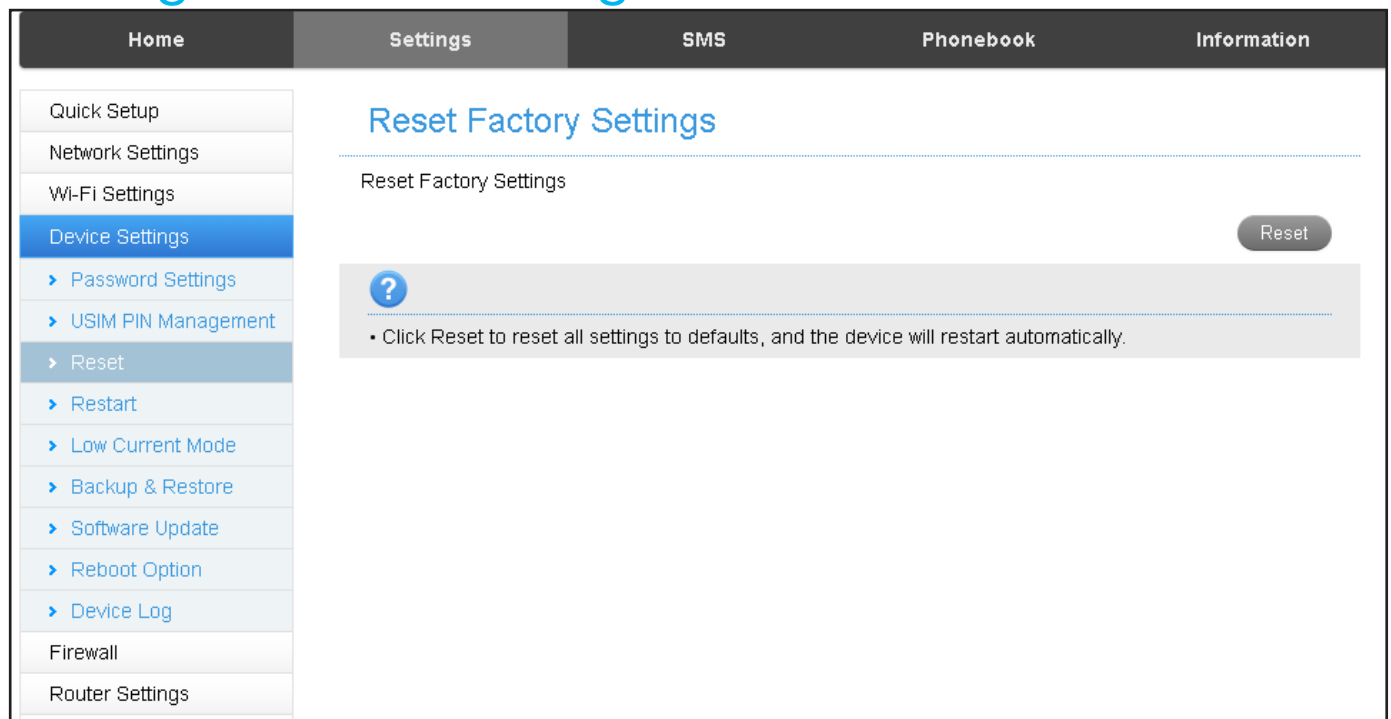 Home Settings SMS Phonebook Information
Quick Setup
Network Settings
Wi-Fi Settings
Device Settings
Password Settings
USIM PIN Management
Reset
Restart
Low Current Mode
Backup & Restore
Software Update
Reboot Option
Device Log
Firewall
Router Settings
Reset Factory Settings
Reset Factory Settings
Reset
?
• Click Reset to reset all settings to defaults, and the device will restart automatically.